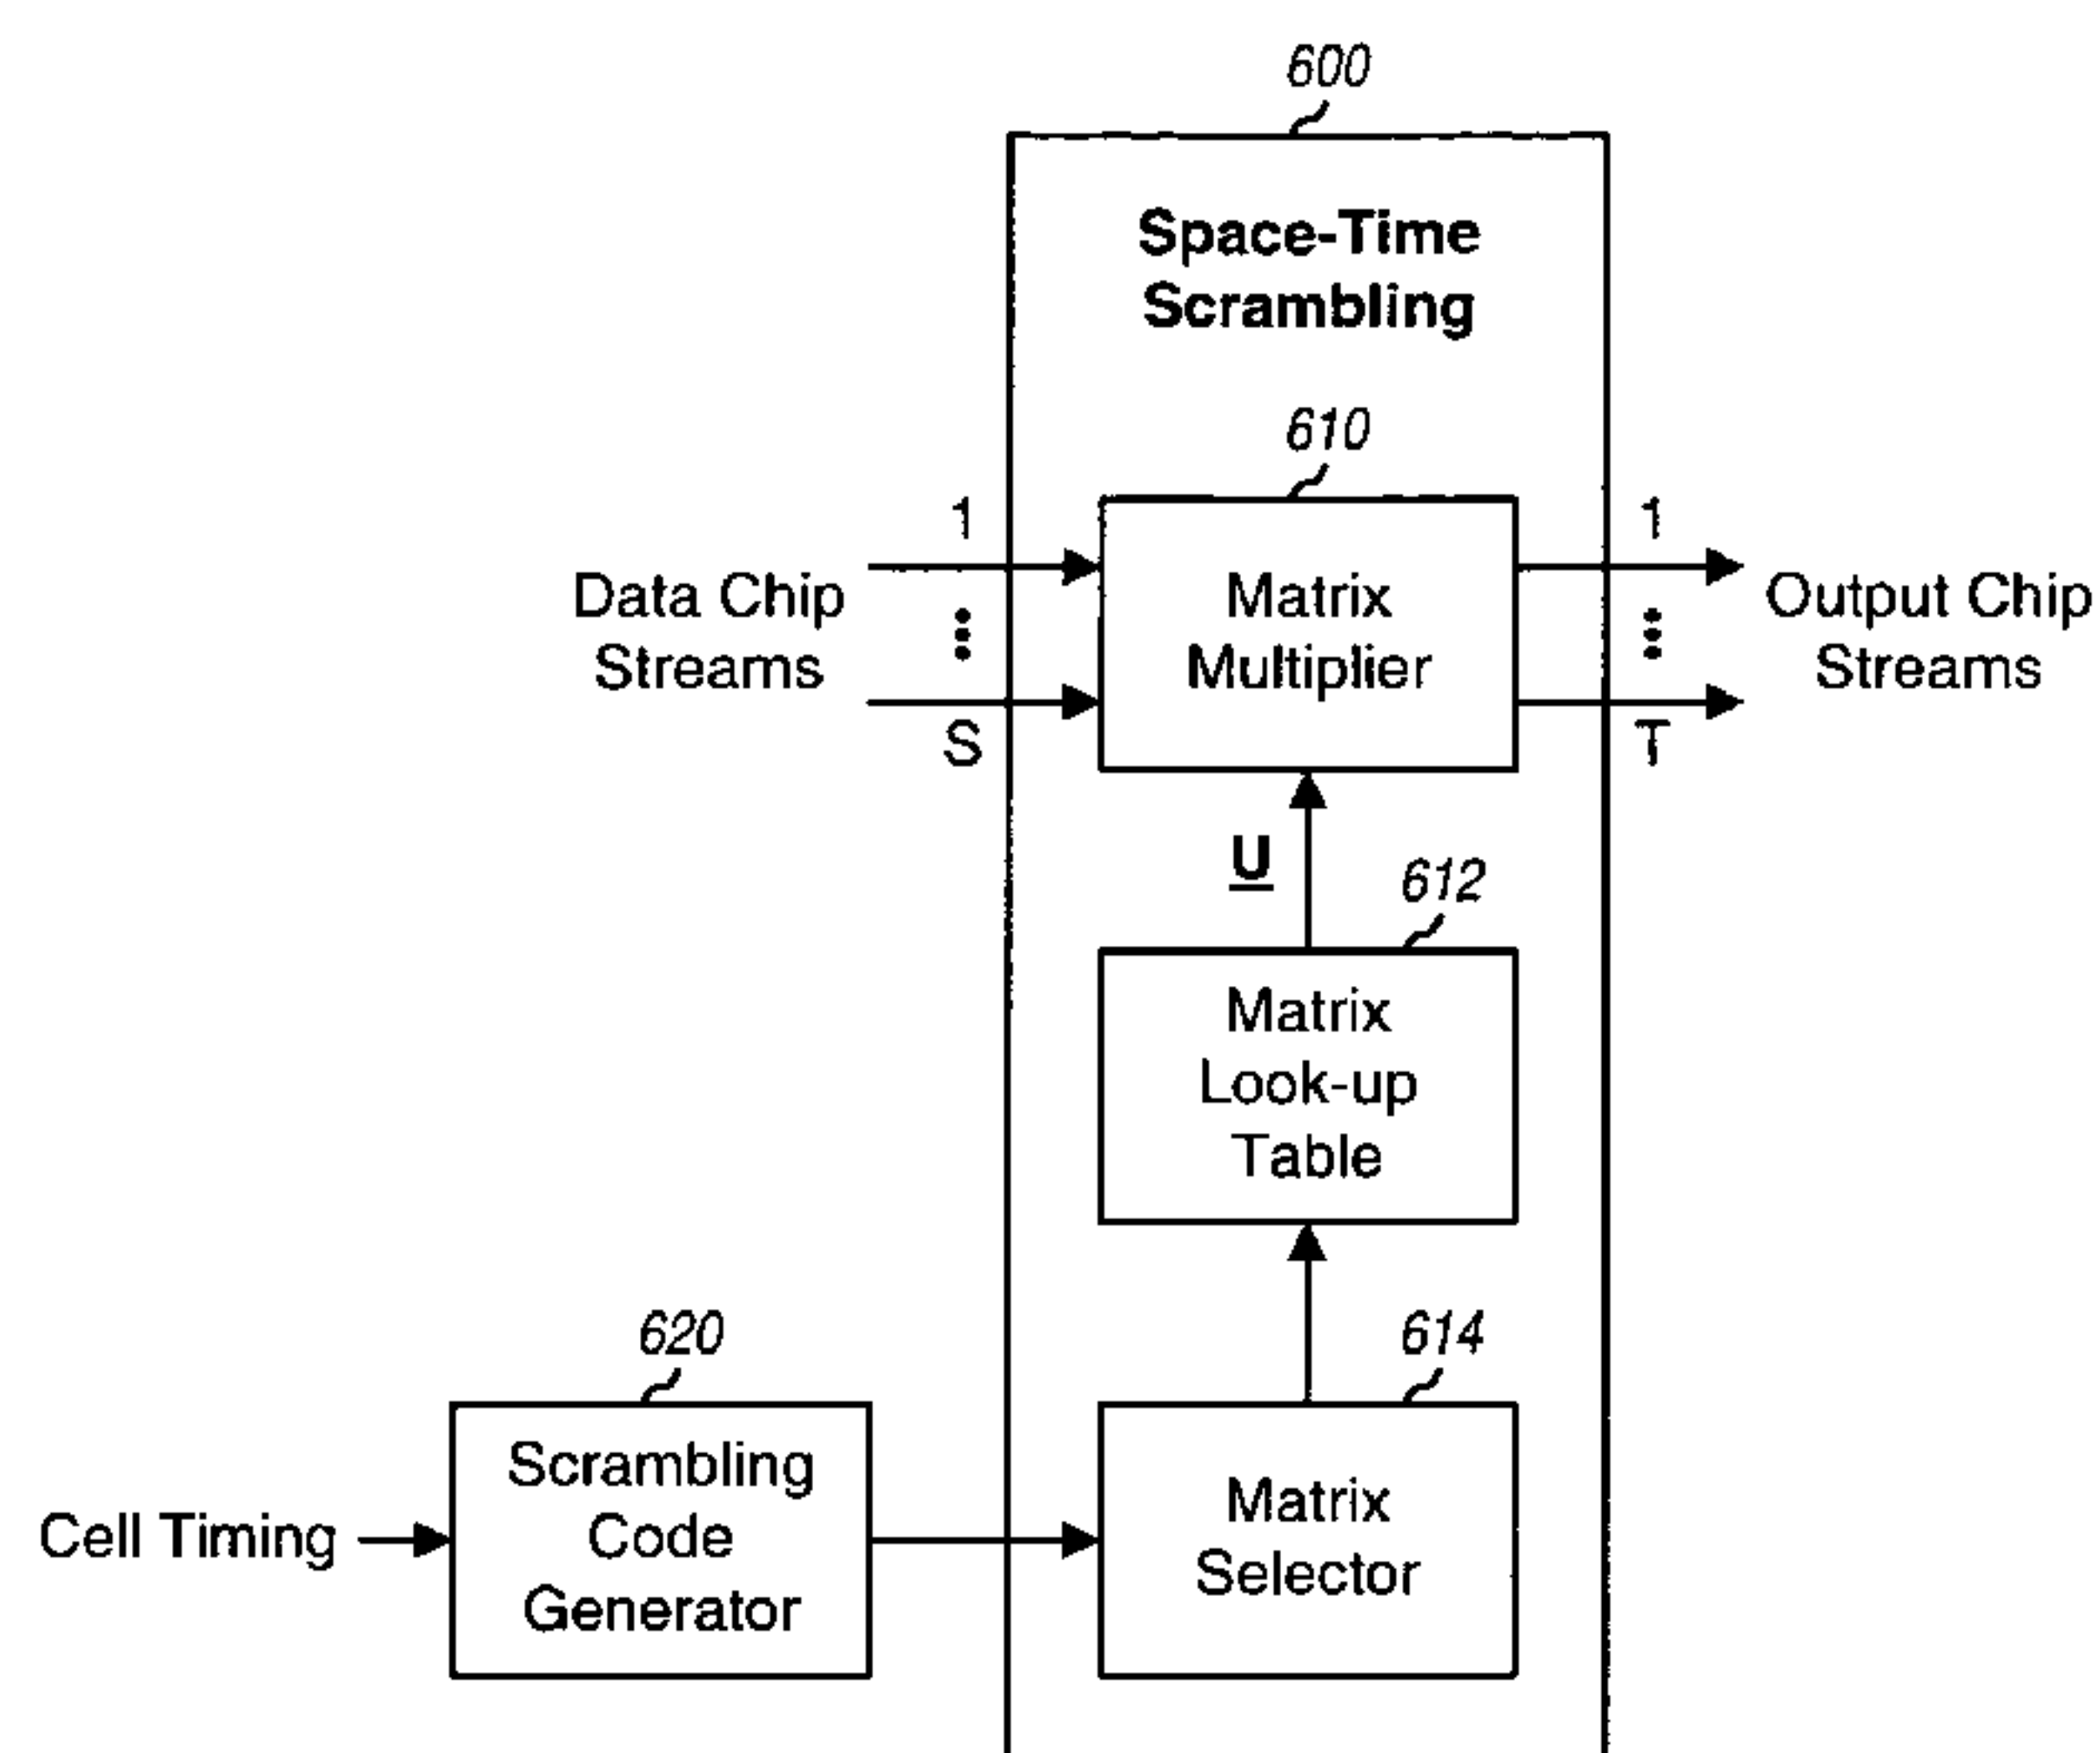 600
Space-Time
Scrambling
610
1
1
Data Chip
Streams
Matrix
Multiplier
Output Chip
Streams
S
T
U
612
Matrix
Look-up
Table
620
614
Cell Timing
Scrambling
Code
Generator
Matrix
Selector